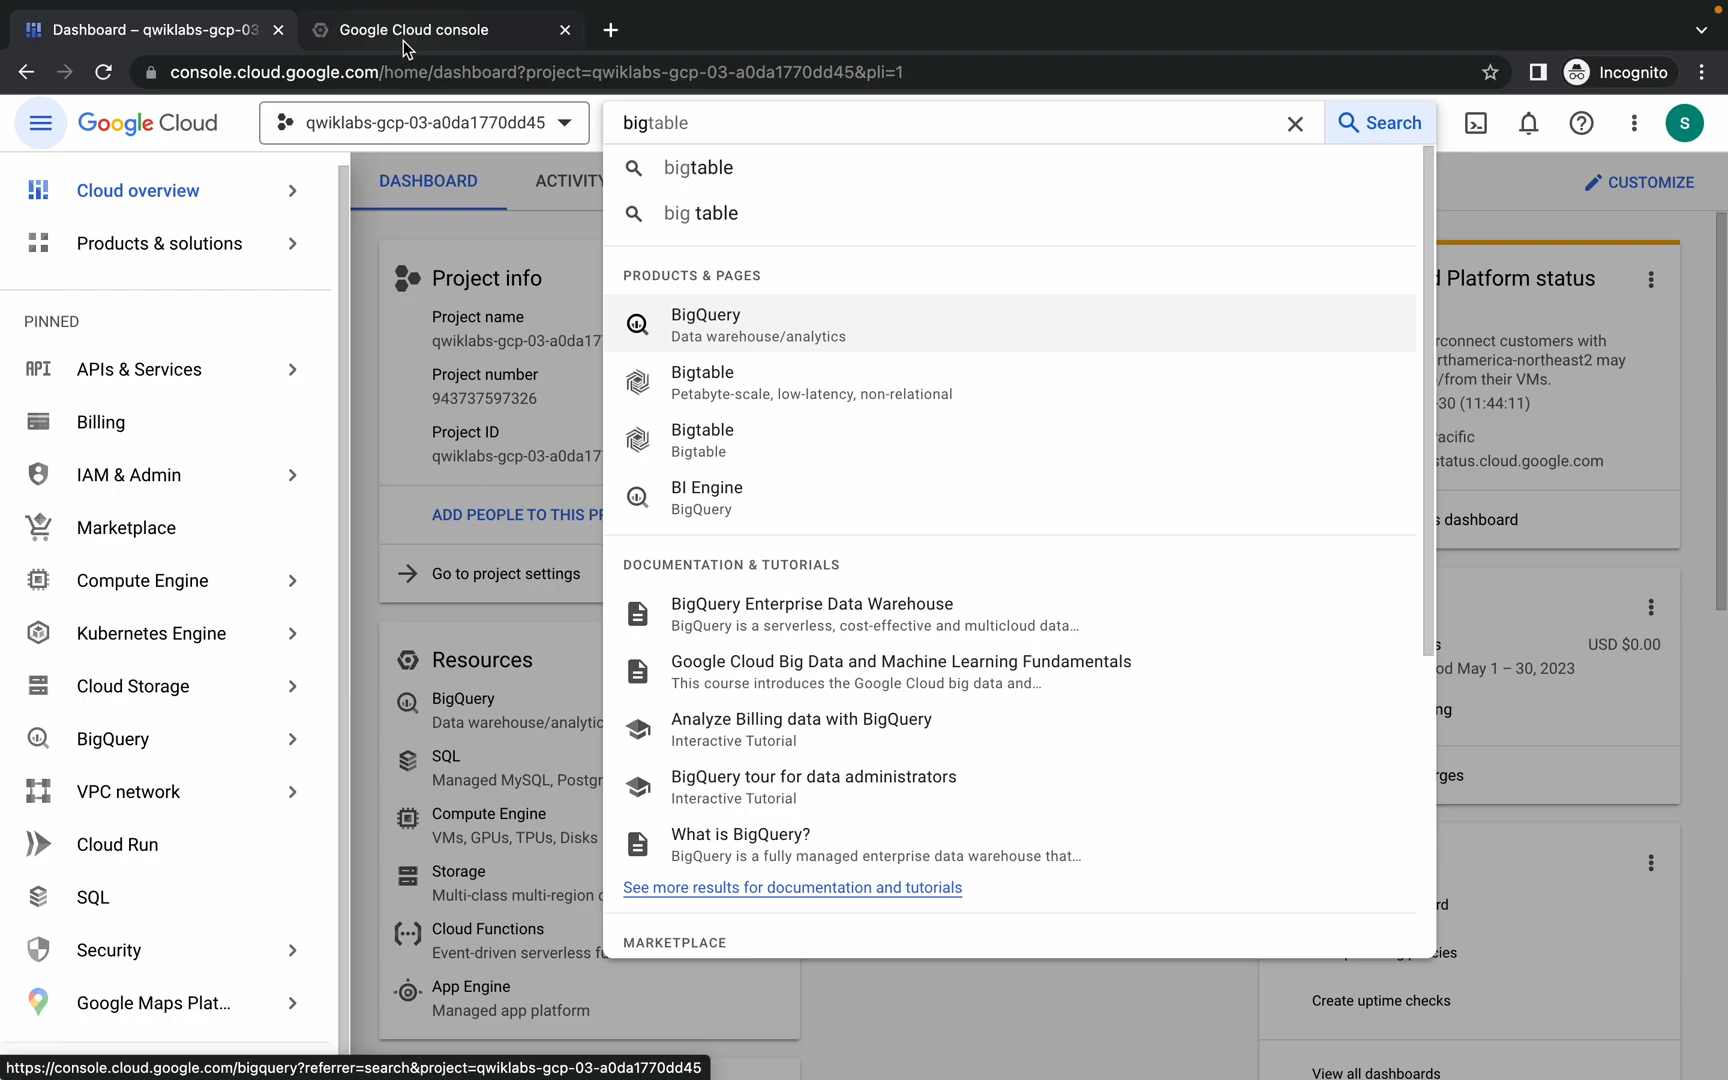 Dashboard – qwiklabs-gcp-03
Google Cloud console
console.cloud.google.com/home/dashboard?project=qwiklabs-gcp-03-a0da1770dd45&pli=1
Incognito
Google Cloud
qwiklabs-gcp-03-a0da1770dd45
bigtable
Search
S
Cloud overview
Products & solutions
PINNED
API
APIs & Services
Billing
IAM & Admin
Marketplace
Compute Engine
Kubernetes Engine
Cloud Storage
BigQuery
VPC network
Cloud Run
SQL
Security
Google Maps Plat...
DASHBOARD
ACTIVITY
CUSTOMIZE
Project info
Project name
qwiklabs-gcp-03-a0da17
Project number
943737597326
Project ID
qwiklabs-gcp-03-a0da17
ADD PEOPLE TO THIS PR
Go to project settings
Resources
BigQuery
Data warehouse/analytic
SQL
Managed MySQL, Postgr
Compute Engine
VMs, GPUs, TPUs, Disks
Storage
Multi-class multi-region o
Cloud Functions
Event-driven serverless fu
App Engine
Managed app platform
bigtable
big table
PRODUCTS & PAGES
BigQuery
Data warehouse/analytics
Bigtable
Petabyte-scale, low-latency, non-relational
Bigtable
Bigtable
BI Engine
BigQuery
DOCUMENTATION & TUTORIALS
BigQuery Enterprise Data Warehouse
BigQuery is a serverless, cost-effective and multicloud data...
Google Cloud Big Data and Machine Learning Fundamentals
This course introduces the Google Cloud big data and...
Analyze Billing data with BigQuery
Interactive Tutorial
BigQuery tour for data administrators
Interactive Tutorial
What is BigQuery?
BigQuery is a fully managed enterprise data warehouse that...
See more results for documentation and tutorials
MARKETPLACE
d Platform status
rconnect customers with
rthamerica-northeast2 may
/from their VMs.
-30 (11:44:11)
acific
status.cloud.google.com
s dashboard
s
USD $0.00
od May 1 – 30, 2023
ng
rges
rd
cies
Create uptime checks
View all dashboards
https://console.cloud.google.com/bigquery?referrer=search&project=qwiklabs-gcp-03-a0da1770dd45